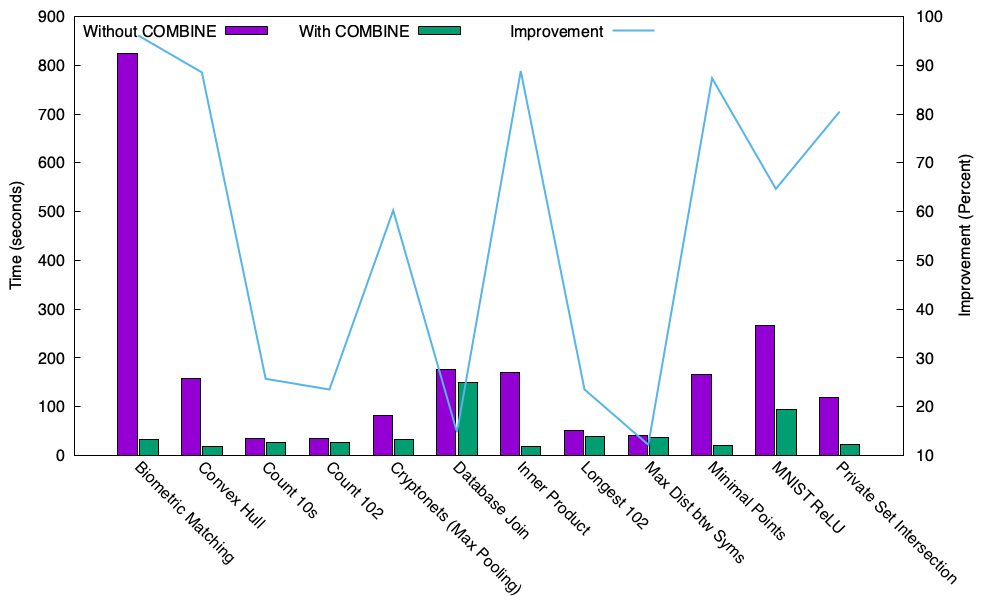 900
800
700
600
500
400
300
200
100
0
Time (seconds)
Without COMBINE
With COMBINE
Improvement
100
90
80
70
60
50
40
30
20
10
Improvement (Percent)
Biometric Matching
Convex Hull
Count 10s
Count 102
Cryptonets (Max Pooling)
Database Join
Inner Product
Longest 102
Max Dist btw Syms
Minimal Points
MNIST ReLU
Private Set Intersection